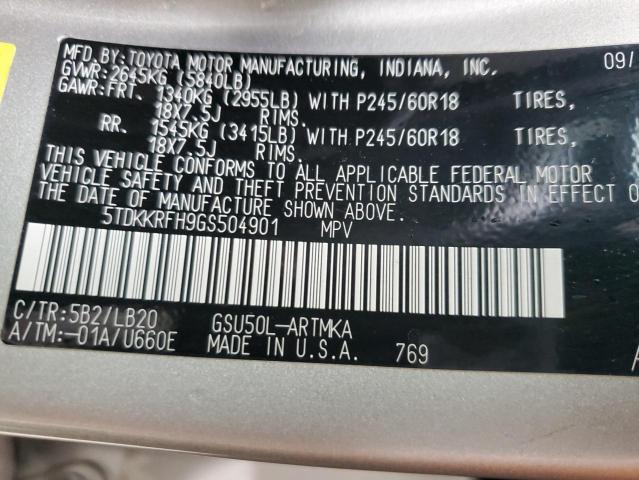 MFD.BY:TOYOTA MOTOR MANUFACTURING, INDIANA, INC. 09/
GVWR: 2645KG (5840LB)
GAWR:FRT. 1340KG (2955LB) WITH P245/60R18 TIRES,
18X7.5J RIMS.
RR. 1545KG (3415LB) WITH P245/60R18 TIRES,
18X7.5J RIMS.
THIS VEHICLE CONFORMS TO ALL APPLICABLE FEDERAL MOTOR
VEHICLE SAFETY AND THEFT PREVENTION STANDARDS IN EFFECT O
THE DATE OF MANUFACTURE SHOWN ABOVE.
5TDKKRFH9GS504901 MPV
C/TR:5B2/LB20 GSU50L-ARTMKA
A/TM:-01A/U660E MADE IN U.S.A. 769